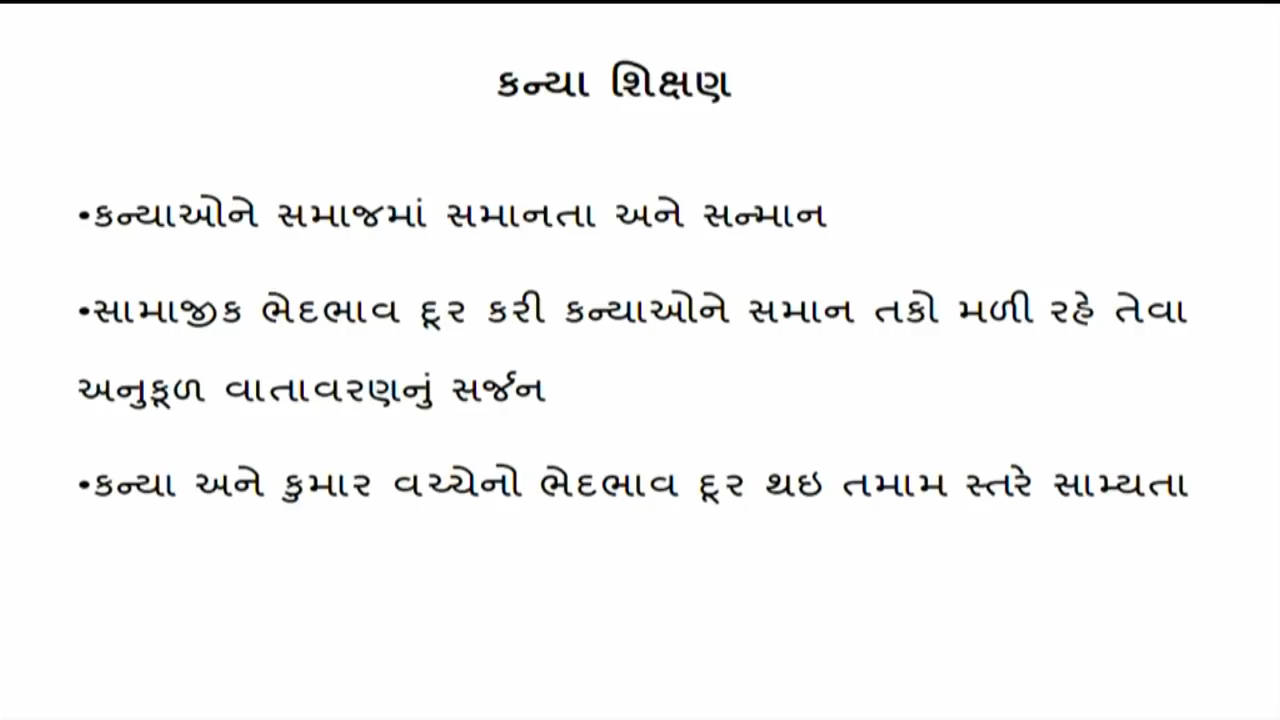 કન્યા શિક્ષણ
•કન્યાઓને સમાજમાં સમાનતા અને સન્માન
•સામાજીક ભેદભાવ દૂર કરી કન્યાઓને સમાન તકો મળી રહે તેવા
અનુકૂળ વાતાવરણનું સર્જન
•કન્યા અને કુમાર વચ્ચેનો ભેદભાવ દૂર થઇ તમામ સ્તરે સામ્યતા